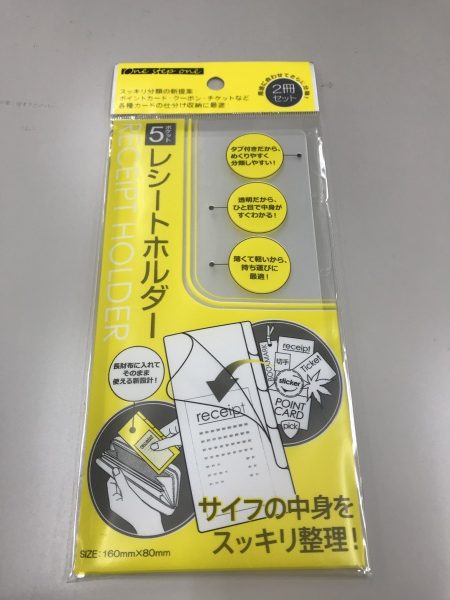 One step one
スッキリ分類の新提案
ポイントカード・クーポン・チケットなど
各種カードの仕分け収納に最適
2冊
セット
5ポケット
レシートホルダー
RECEIPT HOLDER
タブ付きだから、
めくりやすく
分類しやすい!
透明だから、
ひと目で中身が
すぐわかる!
薄くて軽いから、
持ち運びに
最適!
長財布に入れて
そのまま
使える新設計!
receipt
BOOKMARK
切手
receipt
Ticket
sticker
POINT
CARD
pick
サイフの中身を
スッキリ整理!
SIZE:160mm×80mm